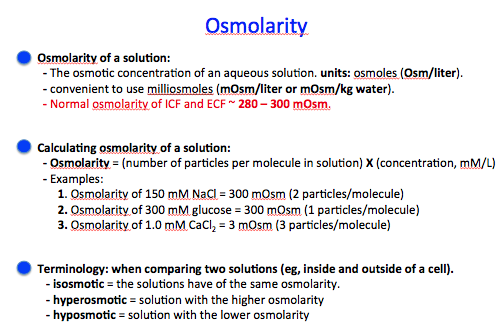 Osmolarity
Osmolarity of a solution:
- The osmotic concentration of an aqueous solution. units: osmoles (Osm/liter).
- convenient to use milliosmoles (mOsm/liter or mOsm/kg water).
- Normal osmolarity of ICF and ECF ~ 280 – 300 mOsm.
Calculating osmolarity of a solution:
- Osmolarity = (number of particles per molecule in solution) X (concentration, mM/L)
- Examples:
1. Osmolarity of 150 mM NaCl = 300 mOsm (2 particles/molecule)
2. Osmolarity of 300 mM glucose = 300 mOsm (1 particles/molecule)
3. Osmolarity of 1.0 mM CaCl₂ = 3 mOsm (3 particles/molecule)
Terminology: when comparing two solutions (eg, inside and outside of a cell).
- isosmotic = the solutions have of the same osmolarity.
- hyperosmotic = solution with the higher osmolarity
- hyposmotic = solution with the lower osmolarity